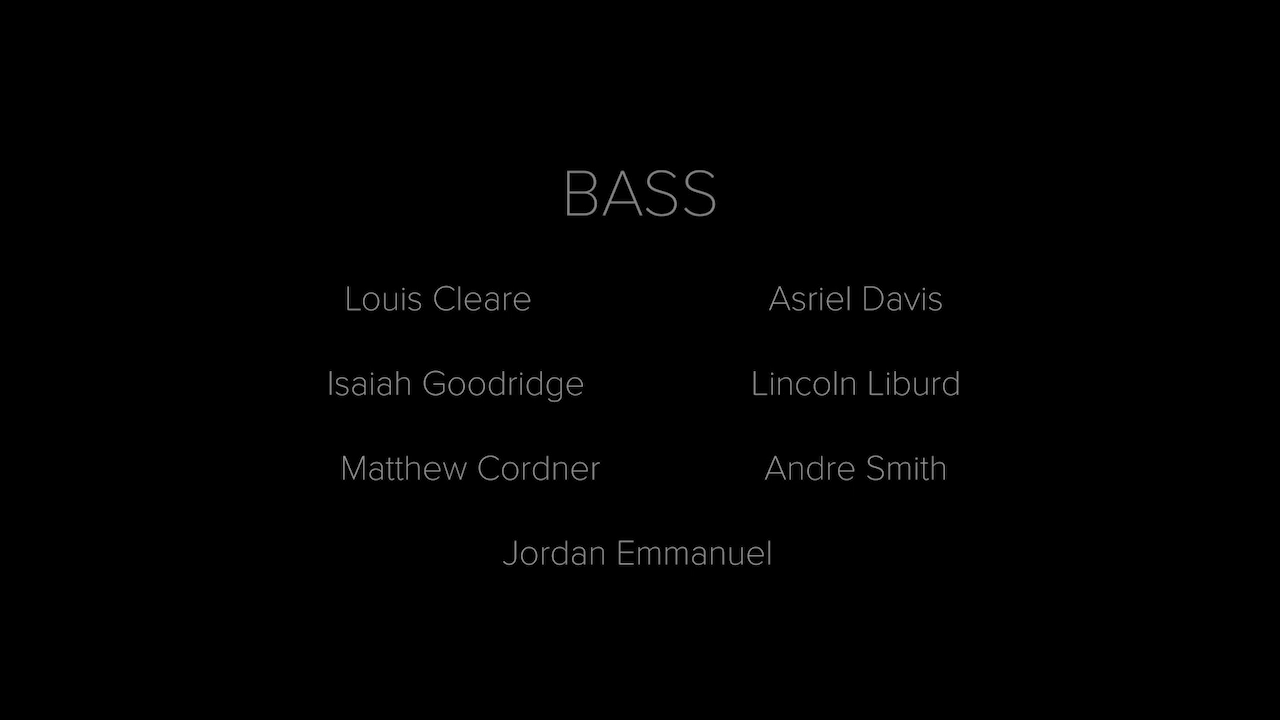 BASS
Louis Cleare Asriel Davis
Isaiah Goodridge Lincoln Liburd
Matthew Cordner Andre Smith
Jordan Emmanuel